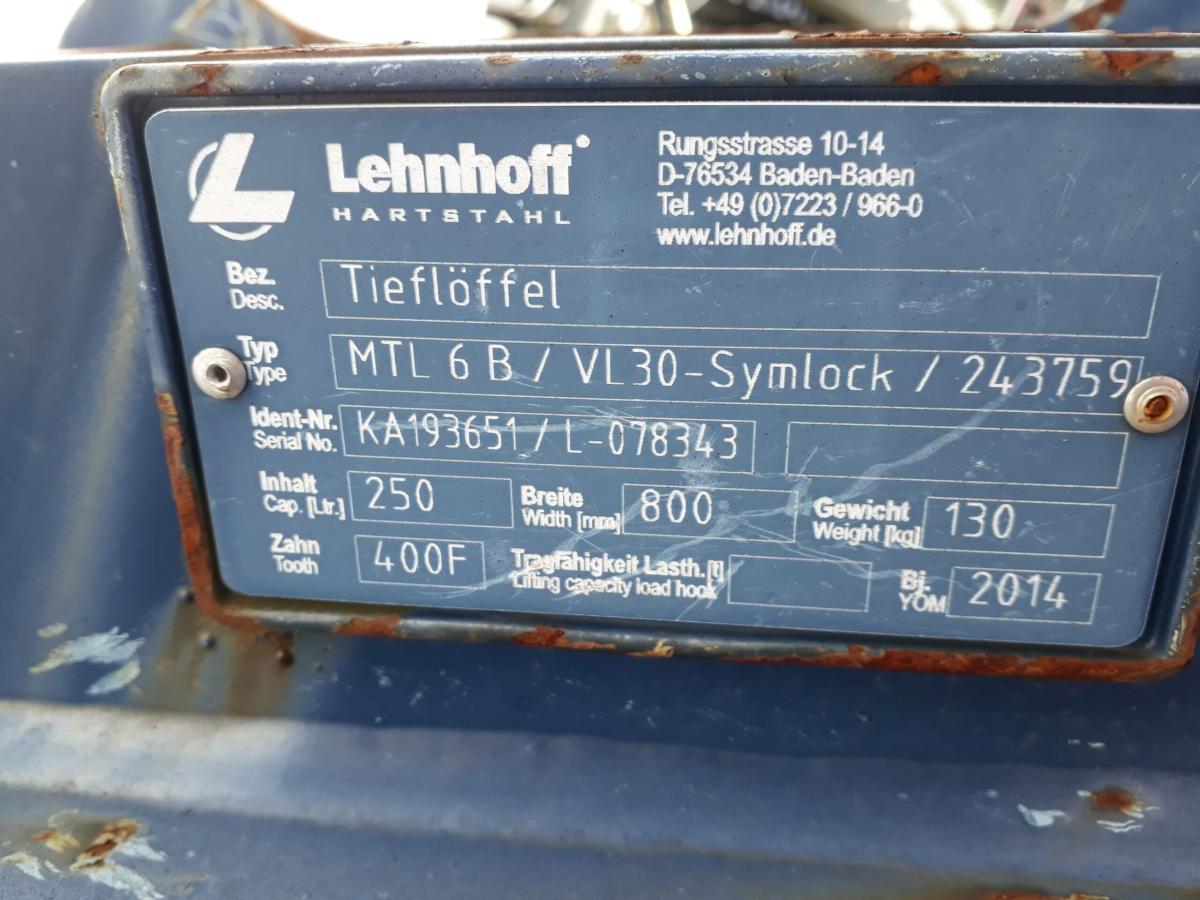 Lehnhoff®
HARTSTAHL
Rungsstrasse 10-14
D-76534 Baden-Baden
Tel. +49 (0)7223 / 966-0
www.lehnhoff.de
Bez.
Desc.
Tieflöffel
Typ
Type
MTL 6 B / VL30-Symlock / 243759
Ident-Nr.
Serial No.
KA193651 / L-078343
Inhalt
Cap. [Ltr.]
250
Breite
Width [mm]
800
Gewicht
Weight [kg]
130
Zahn
Tooth
400F
Tragfähigkeit Lasth.[t]
Lifting capacity load hook
Bj.
YOM
2014